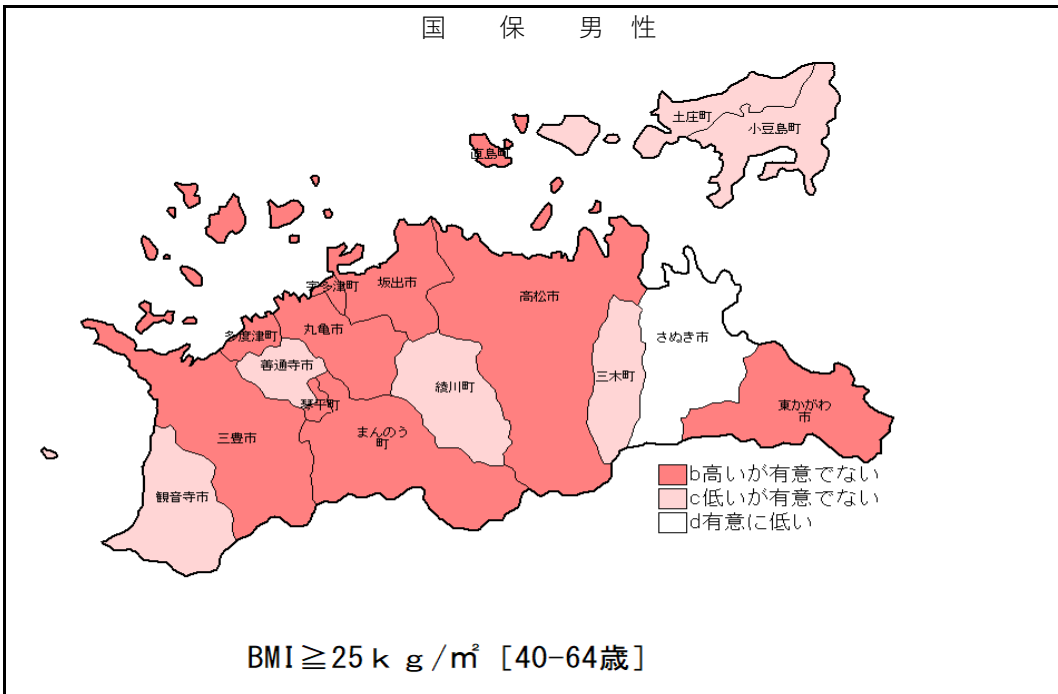 国 保 男 性
土庄町
小豆島町
直島町
宇多津町
坂出市
高松市
丸亀市
多度津町
さぬき市
善通寺市
三木町
綾川町
琴平町
東かがわ
市
まんのう
町
三豊市
観音寺市
b高いが有意でない
c低いが有意でない
d有意に低い
BMI≧25ｋｇ/㎡［40-64歳］